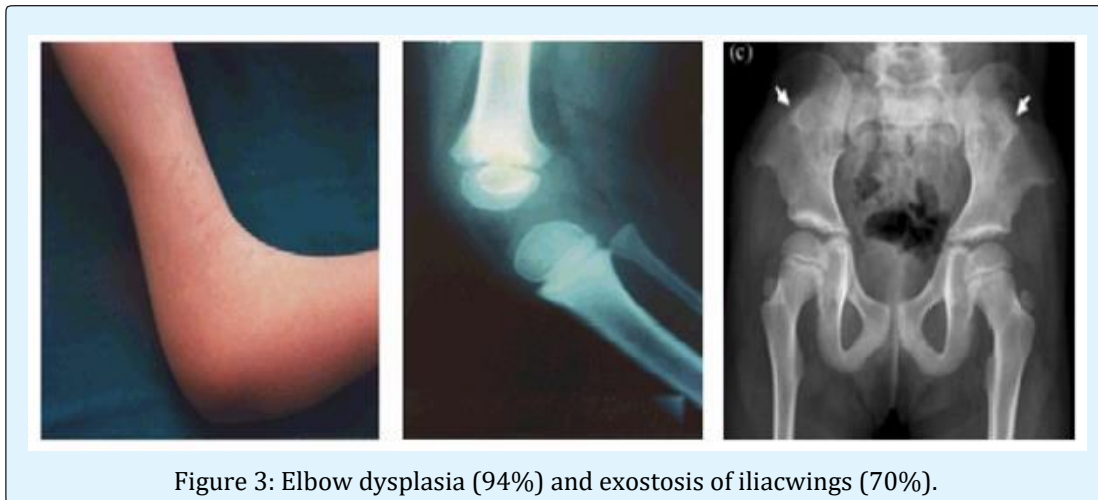 (c)
Figure 3: Elbow dysplasia (94%) and exostosis of iliacwings (70%).